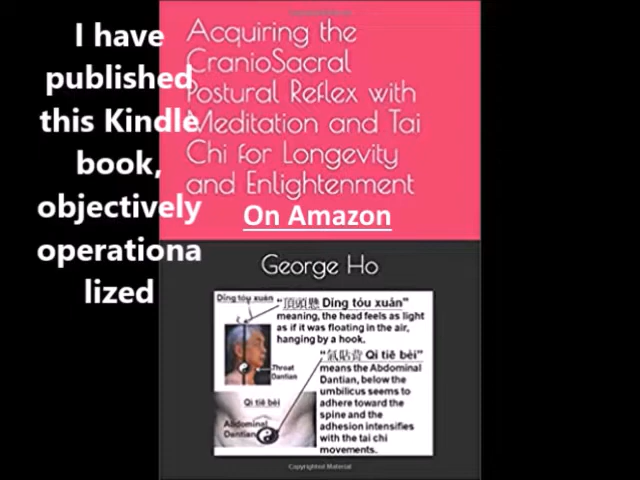 I have
published
this Kindle
book,
objectively
operationa
lized
Acquiring the
CranioSacral
Postural Reflex with
Meditation and Tai
Chi for Longevity
and Enlightenment
On Amazon
George Ho
Dǐng tóu xuán
“頂頭懸 Dǐng tóu xuán”
meaning, the head feels as light
as if it was floating in the air,
hanging by a hook.
Throat
Dantian
“氣貼背 Qi tiē bèi”
means the Abdominal
Dantian, below the
umbilicus seems to
adhere toward the
spine and the
adhesion intensifies
with the tai chi
movements.
Qi tiē bèi
Abdominal
Dantian
Copyrighted Material